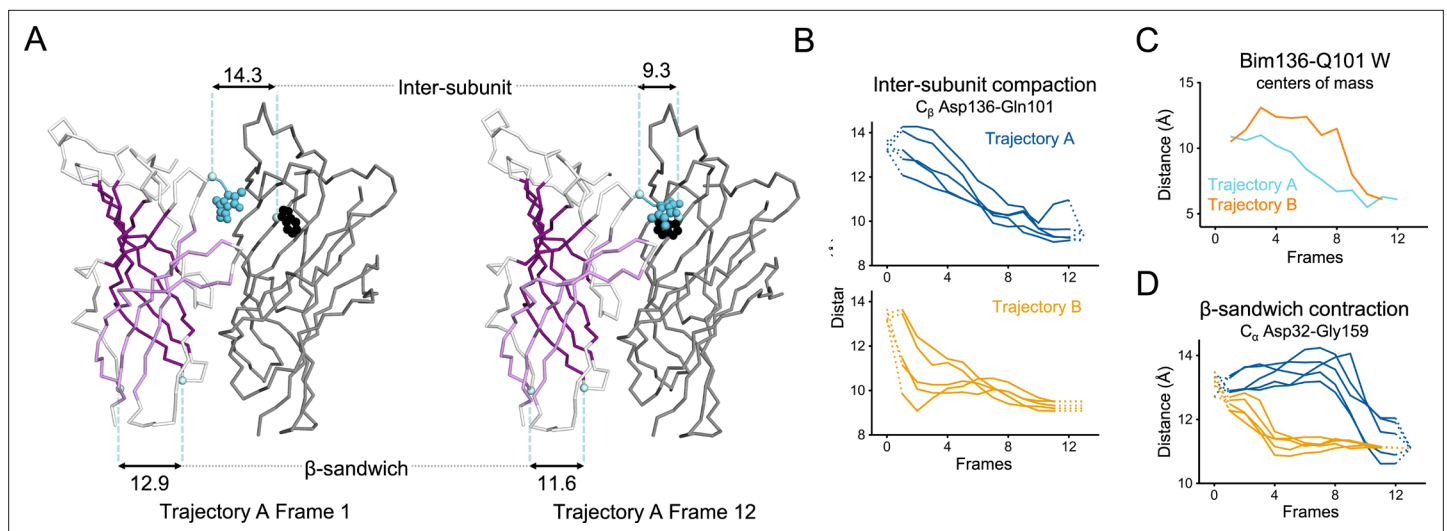 A
14.3
Inter-subunit
9.3
12.9
β-sandwich
11.6
Trajectory A Frame 1
Trajectory A Frame 12
B
Inter-subunit compaction
Cβ Asp136-Gln101
14
Trajectory A
12
10
8
0 4 8 12
Distan
14
Trajectory B
12
10
8
0 4 8 12
Frames
C
Bim136-Q101 W
centers of mass
15
Distance (Å)
10
Trajectory A
Trajectory B
5
0 4 8 12
Frames
D
β-sandwich contraction
Cα Asp32-Gly159
14
Distance (Å)
12
10
0 4 8 12
Frames